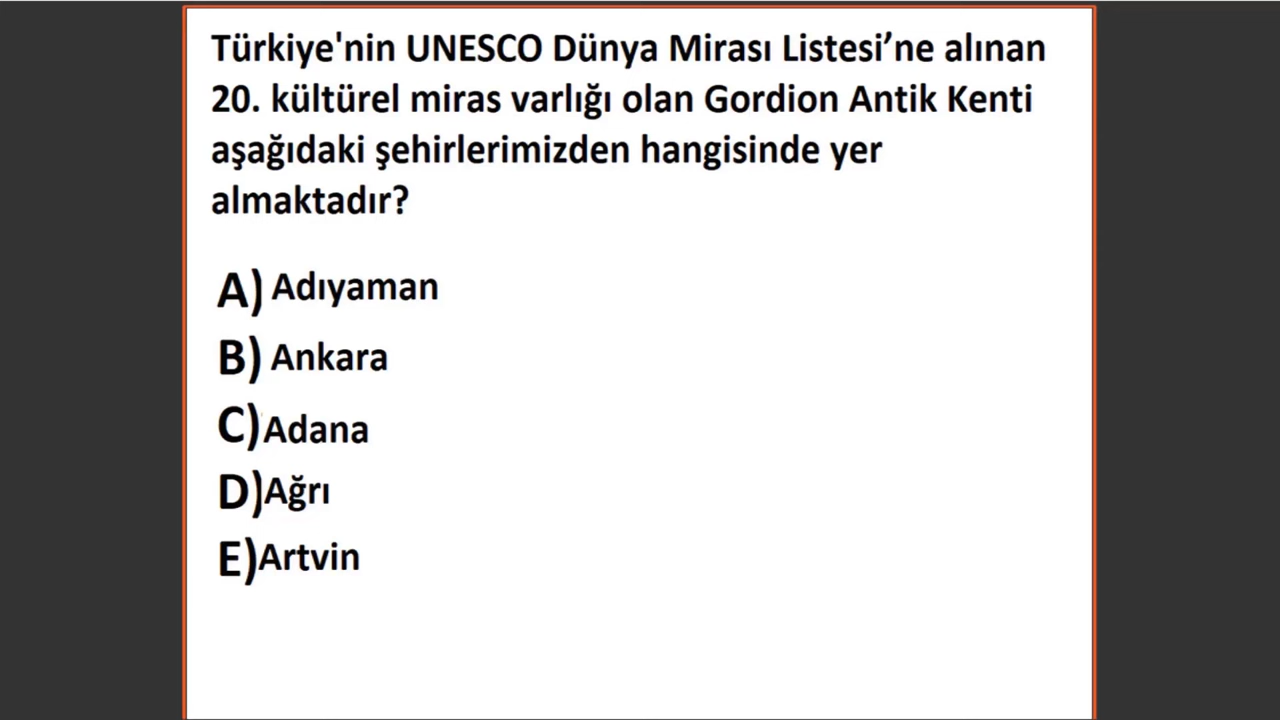 Türkiye'nin UNESCO Dünya Mirası Listesi’ne alınan
20. kültürel miras varlığı olan Gordion Antik Kenti
aşağıdaki şehirlerimizden hangisinde yer
almaktadır?
A) Adıyaman
B) Ankara
C)Adana
D)Ağrı
E)Artvin